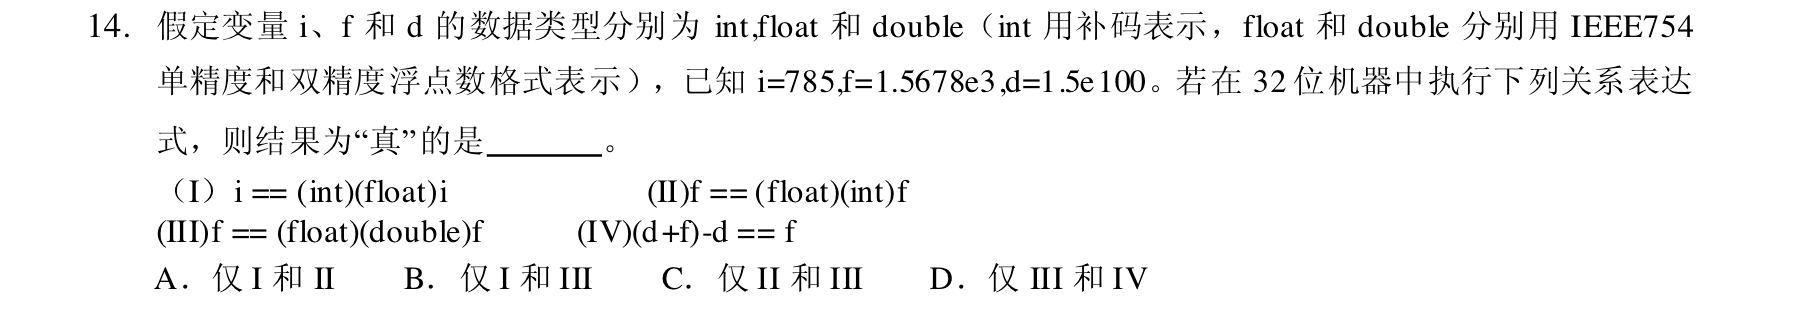 14. 假定变量 i、f 和 d 的数据类型分别为 int,float 和 double（int 用补码表示，float 和 double 分别用 IEEE754
单精度和双精度浮点数格式表示），已知 i=785,f=1.5678e3,d=1.5e100。若在 32 位机器中执行下列关系表达
式，则结果为“真”的是_______。
（I）i == (int)(float)i (II)f == (float)(int)f
(III)f == (float)(double)f (IV)(d+f)-d == f
A．仅 I 和 II B．仅 I 和 III C．仅 II 和 III D．仅 III 和 IV